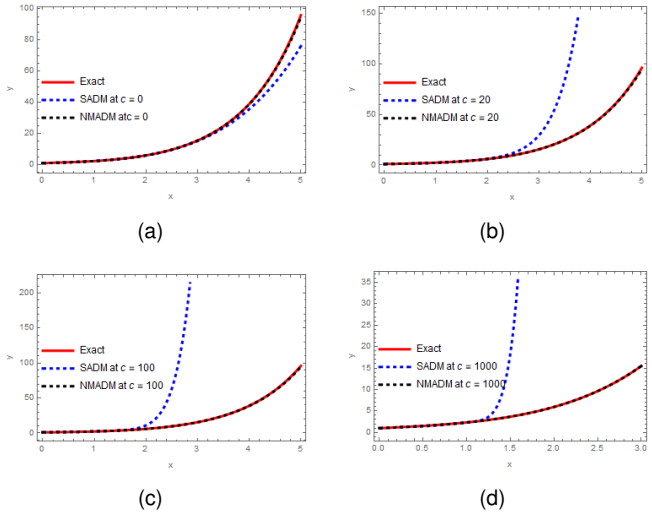 100
80
60
y
40
20
0
Exact
SADM at c = 0
NMADM atc = 0
0 1 2 3 4 5
x
(a)
150
100
y
50
0
Exact
SADM at c = 20
NMADM at c = 20
0 1 2 3 4 5
x
(b)
200
150
y
100
50
0
Exact
SADM at c = 100
NMADM at c = 100
0 1 2 3 4 5
x
(c)
35
30
25
20
y
15
10
5
0
Exact
SADM at c = 1000
NMADM at c = 1000
0.0 0.5 1.0 1.5 2.0 2.5 3.0
x
(d)